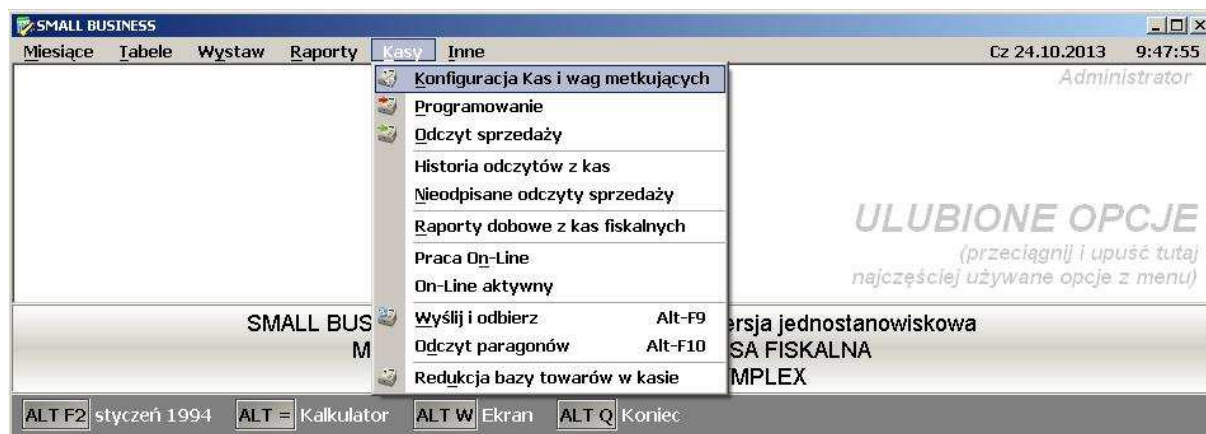 SMALL BUSINESS
Miesiące Tabele Wystaw Raporty Kasy Inne Cz 24.10.2013 9:47:55
Administrator
Konfiguracja Kas i wag metkujących
Programowanie
Odczyt sprzedaży
Historia odczytów z kas
Nieodpisane odczyty sprzedaży
Raporty dobowe z kas fiskalnych
Praca On-Line
On-Line aktywny
Wyślij i odbierz Alt-F9
Odczyt paragonów Alt-F10
Redukcja bazy towarów w kasie
ULUBIONE OPCJE
(przeciągnij i upuść tutaj
najczęściej używane opcje z menu)
SMALL BUS ersja jednostanowiskowa
M SA FISKALNA
MPLEX
ALT F2 styczeń 1994 ALT = Kalkulator ALT W Ekran ALT Q Koniec